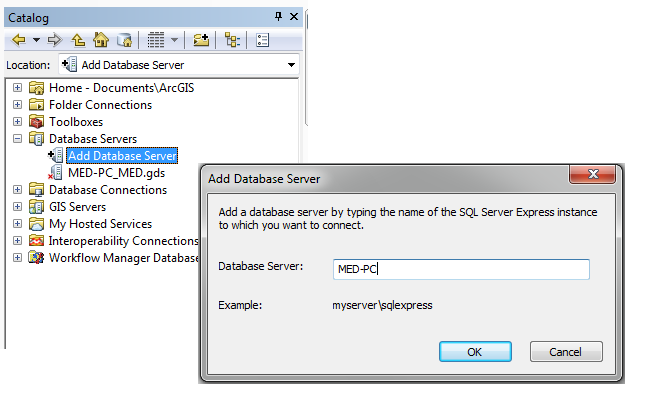 Catalog
Location: Add Database Server
Home - Documents\ArcGIS
Folder Connections
Toolboxes
Database Servers
Add Database Server
MED-PC_MED.gds
Database Connections
GIS Servers
My Hosted Services
Interoperability Connections
Workflow Manager Database
Add Database Server
Add a database server by typing the name of the SQL Server Express instance
to which you want to connect.
Database Server: MED-PC
Example: myserver\sqlexpress
OK Cancel